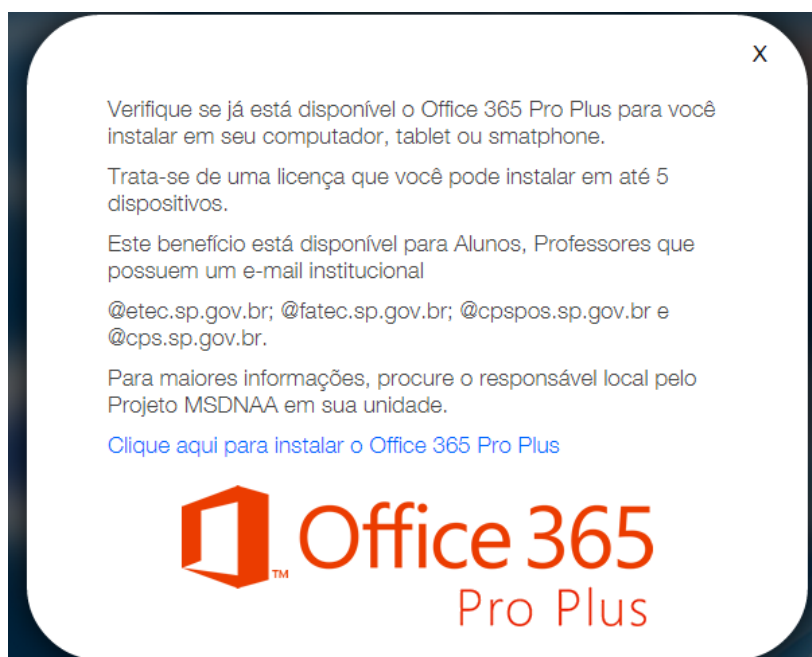 X
Verifique se já está disponível o Office 365 Pro Plus para você
instalar em seu computador, tablet ou smatphone.
Trata-se de uma licença que você pode instalar em até 5
dispositivos.
Este benefício está disponível para Alunos, Professores que
possuem um e-mail institucional
@etec.sp.gov.br; @fatec.sp.gov.br; @cpspos.sp.gov.br e
@cps.sp.gov.br.
Para maiores informações, procure o responsável local pelo
Projeto MSDNAA em sua unidade.
Clique aqui para instalar o Office 365 Pro Plus
TM Office 365
Pro Plus